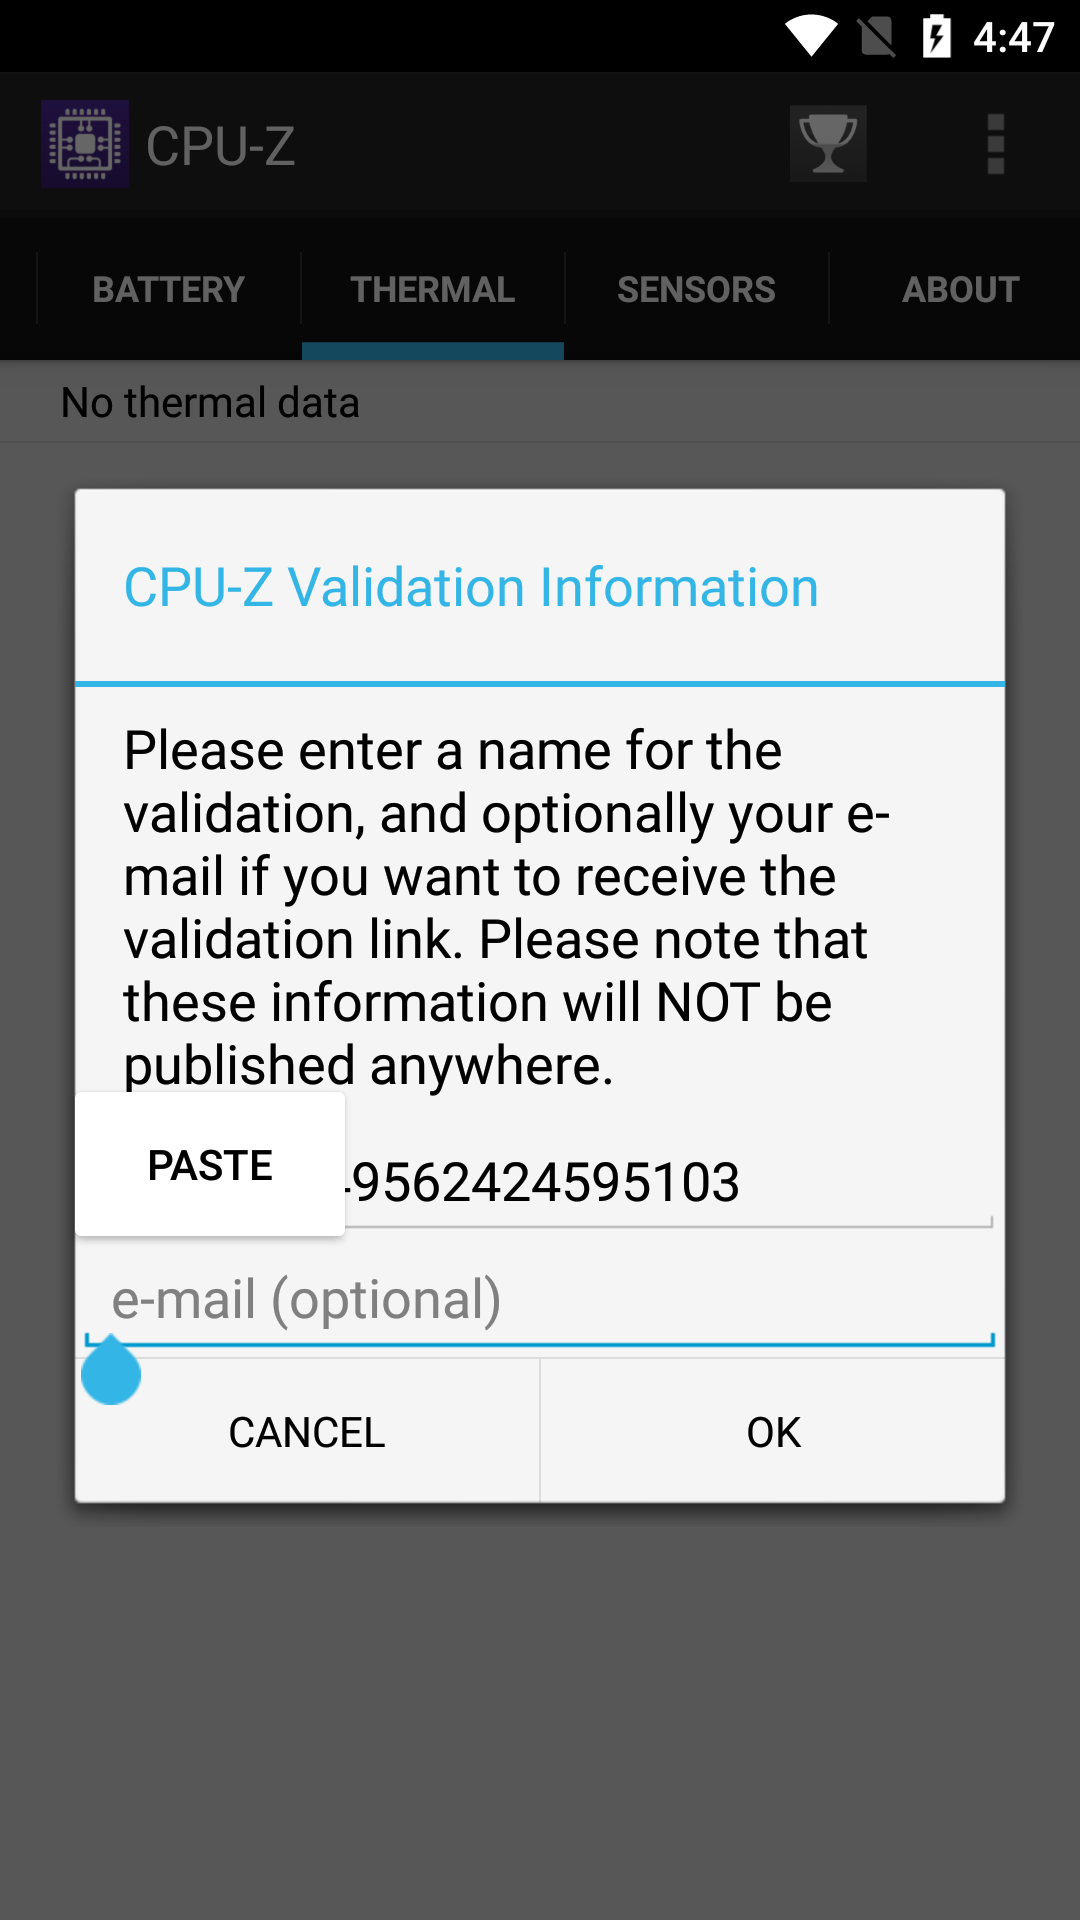 4:47
CPU-Z
BATTERY THERMAL SENSORS ABOUT
No thermal data
CPU-Z Validation Information
Please enter a name for the
validation, and optionally your e-
mail if you want to receive the
validation link. Please note that
these information will NOT be
published anywhere.
PASTE
-9562424595103
e-mail (optional)
CANCEL OK